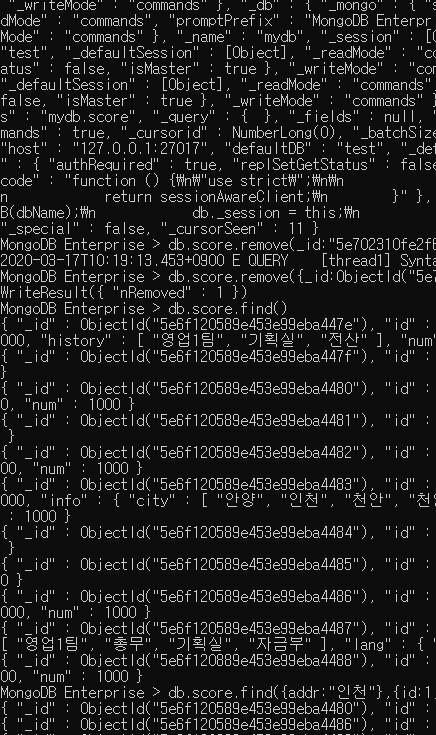 "_writeMode" : "commands" }, "_db" : { "_mongo" : { "s
dMode" : "commands", "promptPrefix" : "MongoDB Enterpr
Mode" : "commands" }, "_name" : "mydb", "_session" : [O
"test", "_defaultSession" : [Object], "_readMode" : "co
atus" : false, "isMaster" : true }, "_writeMode" : "com
"_defaultSession" : [Object], "_readMode" : "commands"
false, "isMaster" : true }, "_writeMode" : "commands" }
s" : "mydb.score", "_query" : {  }, "_fields" : null, "
mands" : true, "_cursorid" : NumberLong(0), "_batchSize
"host" : "127.0.0.1:27017", "defaultDB" : "test", "_def
" : { "authRequired" : true, "replSetGetStatus" : false
code" : "function () {₩n₩"use strict₩";₩n₩n
n            return sessionAwareClient;₩n        }" },
B(dbName);₩n            db._session = this;₩n
"_special" : false, "_cursorSeen" : 11 }
MongoDB Enterprise > db.score.remove(_id:"5e702310fe2f6
2020-03-17T10:19:13.453+0900 E QUERY    [thread1] Synta
MongoDB Enterprise > db.score.remove({_id:ObjectId("5e7
WriteResult({ "nRemoved" : 1 })
MongoDB Enterprise > db.score.find()
{ "_id" : ObjectId("5e6f120589e453e99eba447e"), "id" :
000, "history" : [ "영업1팀", "기획실", "전산" ], "num"
{ "_id" : ObjectId("5e6f120589e453e99eba447f"), "id" :
}
{ "_id" : ObjectId("5e6f120589e453e99eba4480"), "id" :
0, "num" : 1000 }
{ "_id" : ObjectId("5e6f120589e453e99eba4481"), "id" :
 }
{ "_id" : ObjectId("5e6f120589e453e99eba4482"), "id" :
00, "num" : 1000 }
{ "_id" : ObjectId("5e6f120589e453e99eba4483"), "id" :
000, "info" : { "city" : [ "안양", "인천", "천안", "천
 : 1000 }
{ "_id" : ObjectId("5e6f120589e453e99eba4484"), "id" :
 }
{ "_id" : ObjectId("5e6f120589e453e99eba4485"), "id" :
0 }
{ "_id" : ObjectId("5e6f120589e453e99eba4486"), "id" :
000, "num" : 1000 }
{ "_id" : ObjectId("5e6f120589e453e99eba4487"), "id" :
[ "영업1팀", "총무", "기획실", "자금부" ], "lang" : { "
{ "_id" : ObjectId("5e6f120589e453e99eba4488"), "id" :
00, "num" : 1000 }
MongoDB Enterprise > db.score.find({addr:"인천"},{id:1,
{ "_id" : ObjectId("5e6f120589e453e99eba4480"), "id" :
{ "_id" : ObjectId("5e6f120589e453e99eba4486"), "id" :